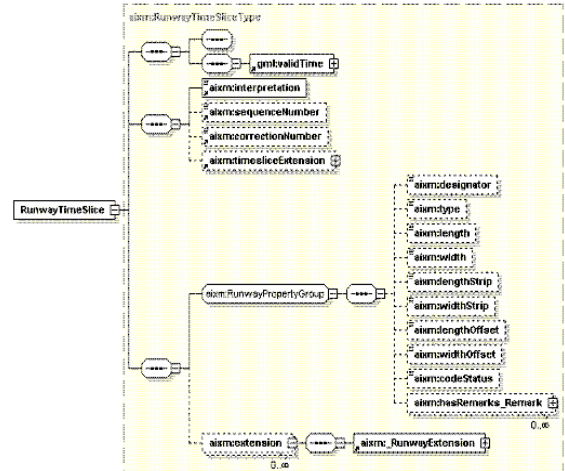 aixm:RunwayTimeSliceType
gml:validTime
aixm:interpretation
aixm:sequenceNumber
aixm:correctionNumber
aixm:timesliceExtension
RunwayTimeSlice
aixm:designator
aixm:type
aixm:length
aixm:width
aixm:lengthStrip
aixm:RunwayPropertyGroup
aixm:widthStrip
aixm:lengthOffset
aixm:widthOffset
aixm:codeStatus
aixm:hasRemarks_Remark
0..∞
aixm:extension
aixm:_RunwayExtension
0..∞